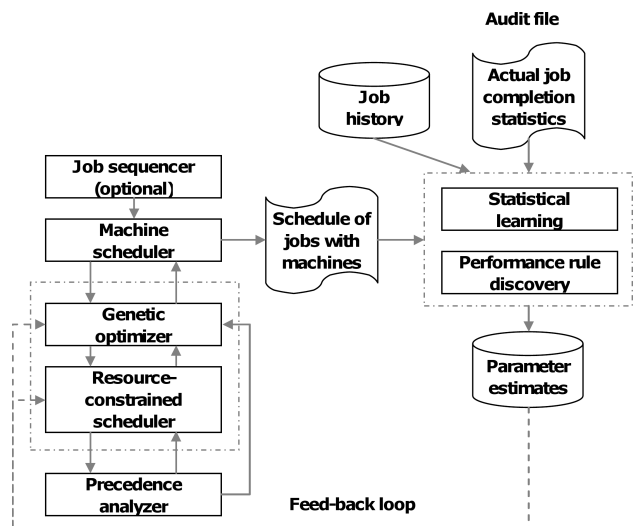 Audit file
Actual job
completion
statistics
Job
history
Job sequencer
(optional)
Machine
scheduler
Schedule of
jobs with
machines
Statistical
learning
Performance rule
discovery
Genetic
optimizer
Resource-
constrained
scheduler
Parameter
estimates
Precedence
analyzer
Feed-back loop